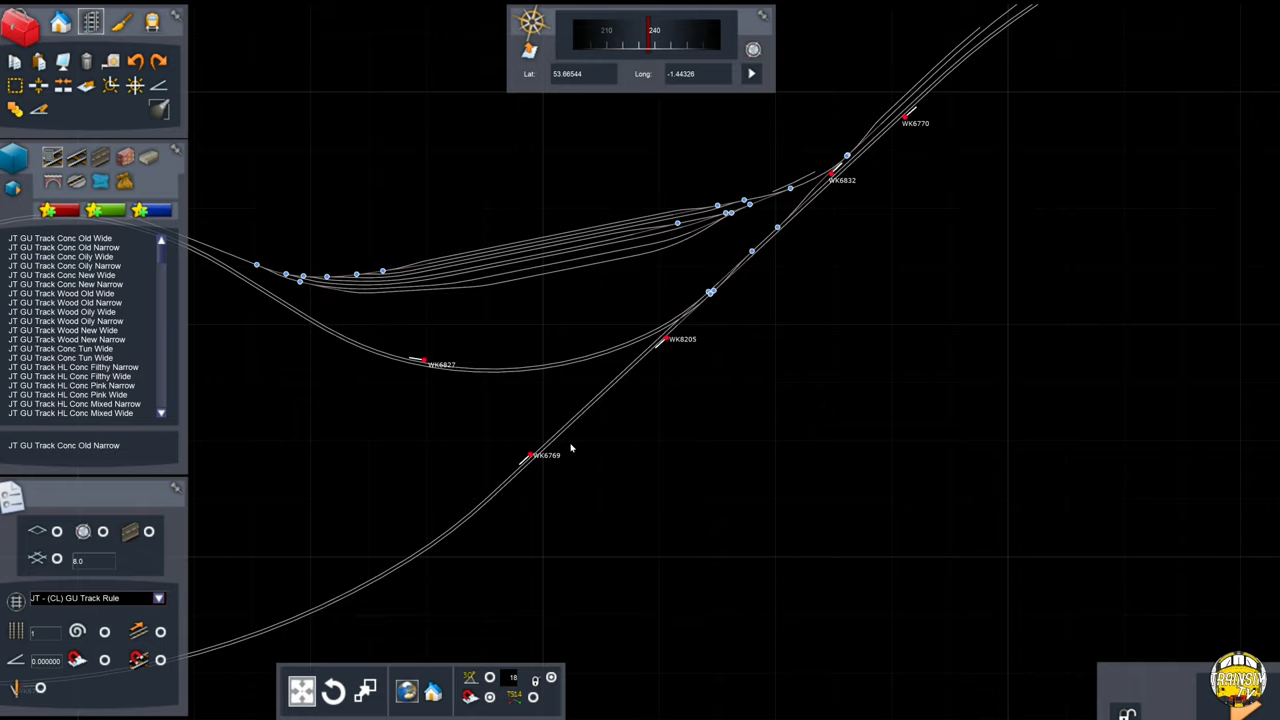 210
240
Lat:
53.66544
Long:
-1.44326
WK6770
WK6832
JT GU Track Conc Old Wide
JT GU Track Conc Old Narrow
JT GU Track Conc Oily Wide
JT GU Track Conc Oily Narrow
JT GU Track Conc New Wide
JT GU Track Conc New Narrow
JT GU Track Wood Old Wide
JT GU Track Wood Old Narrow
JT GU Track Wood Oily Wide
JT GU Track Wood Oily Narrow
JT GU Track Wood New Wide
JT GU Track Wood New Narrow
JT GU Track Conc Tun Wide
JT GU Track Conc Tun Wide
JT GU Track HL Conc Filthy Narrow
JT GU Track HL Conc Filthy Wide
JT GU Track HL Conc Pink Narrow
JT GU Track HL Conc Pink Wide
JT GU Track HL Conc Mixed Narrow
JT GU Track HL Conc Mixed Wide
WK8205
WK6827
JT GU Track Conc Old Narrow
WK6769
8.0
JT - (CL) GU Track Rule
1
0.000000
30°
18
TS14
TRANSIM
TV